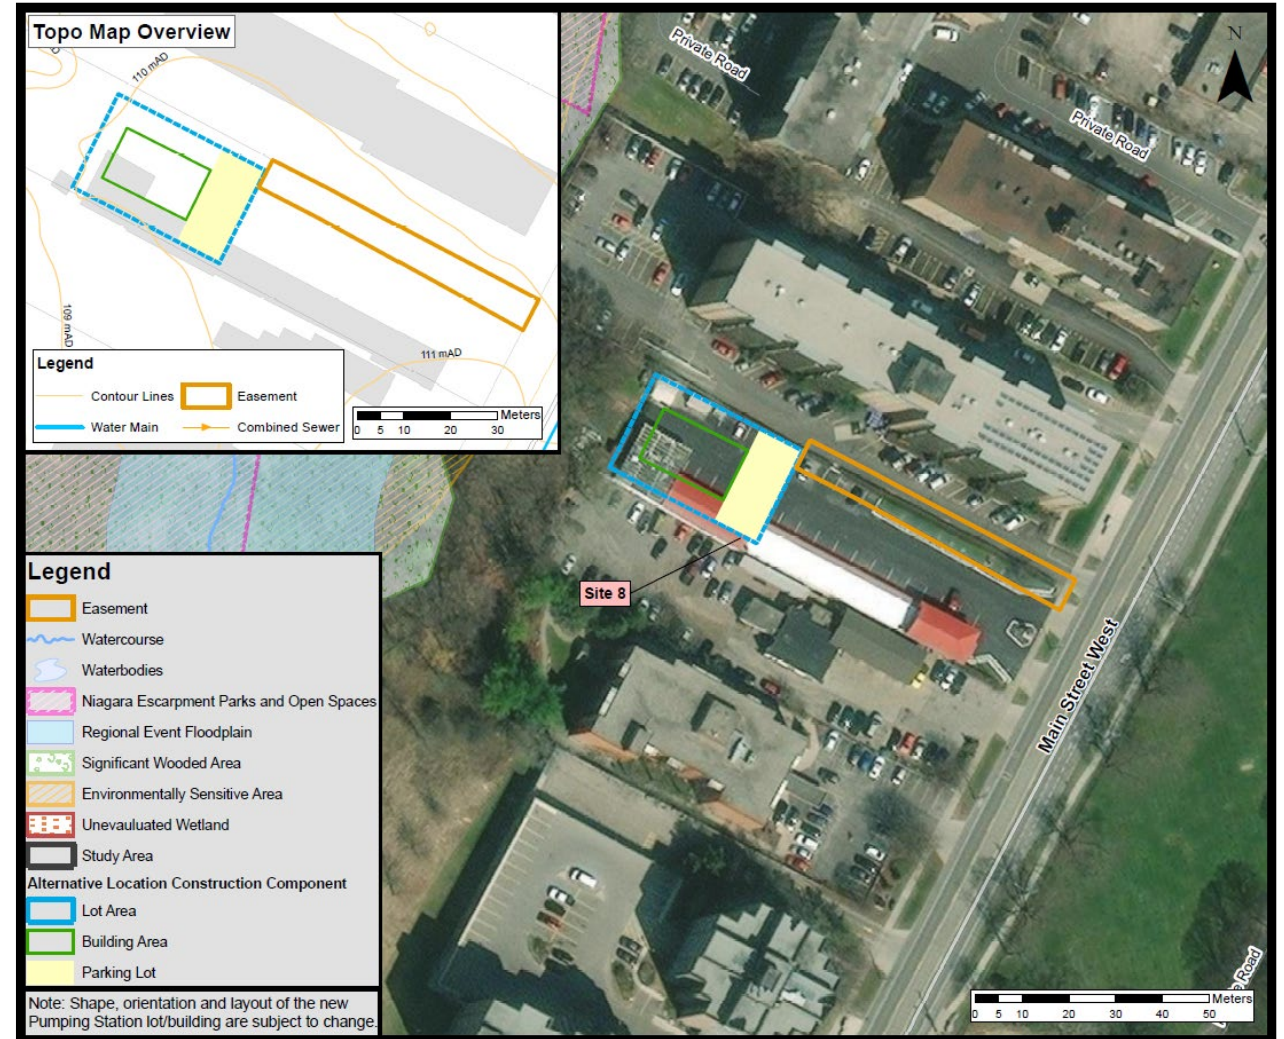 Topo Map Overview
110 mAD
109 mAD
111 mAD
Legend
Contour Lines
Easement
Water Main
Combined Sewer
Meters
0 5 10 20 30
Private Road
Private Road
N
Site 8
Main Street West
Legend
Easement
Watercourse
Waterbodies
Niagara Escarpment Parks and Open Spaces
Regional Event Floodplain
Significant Wooded Area
Environmentally Sensitive Area
Unevauluated Wetland
Study Area
Alternative Location Construction Component
Lot Area
Building Area
Parking Lot
Note: Shape, orientation and layout of the new
Pumping Station lot/building are subject to change.
Road
Meters
0 5 10 20 30 40 50